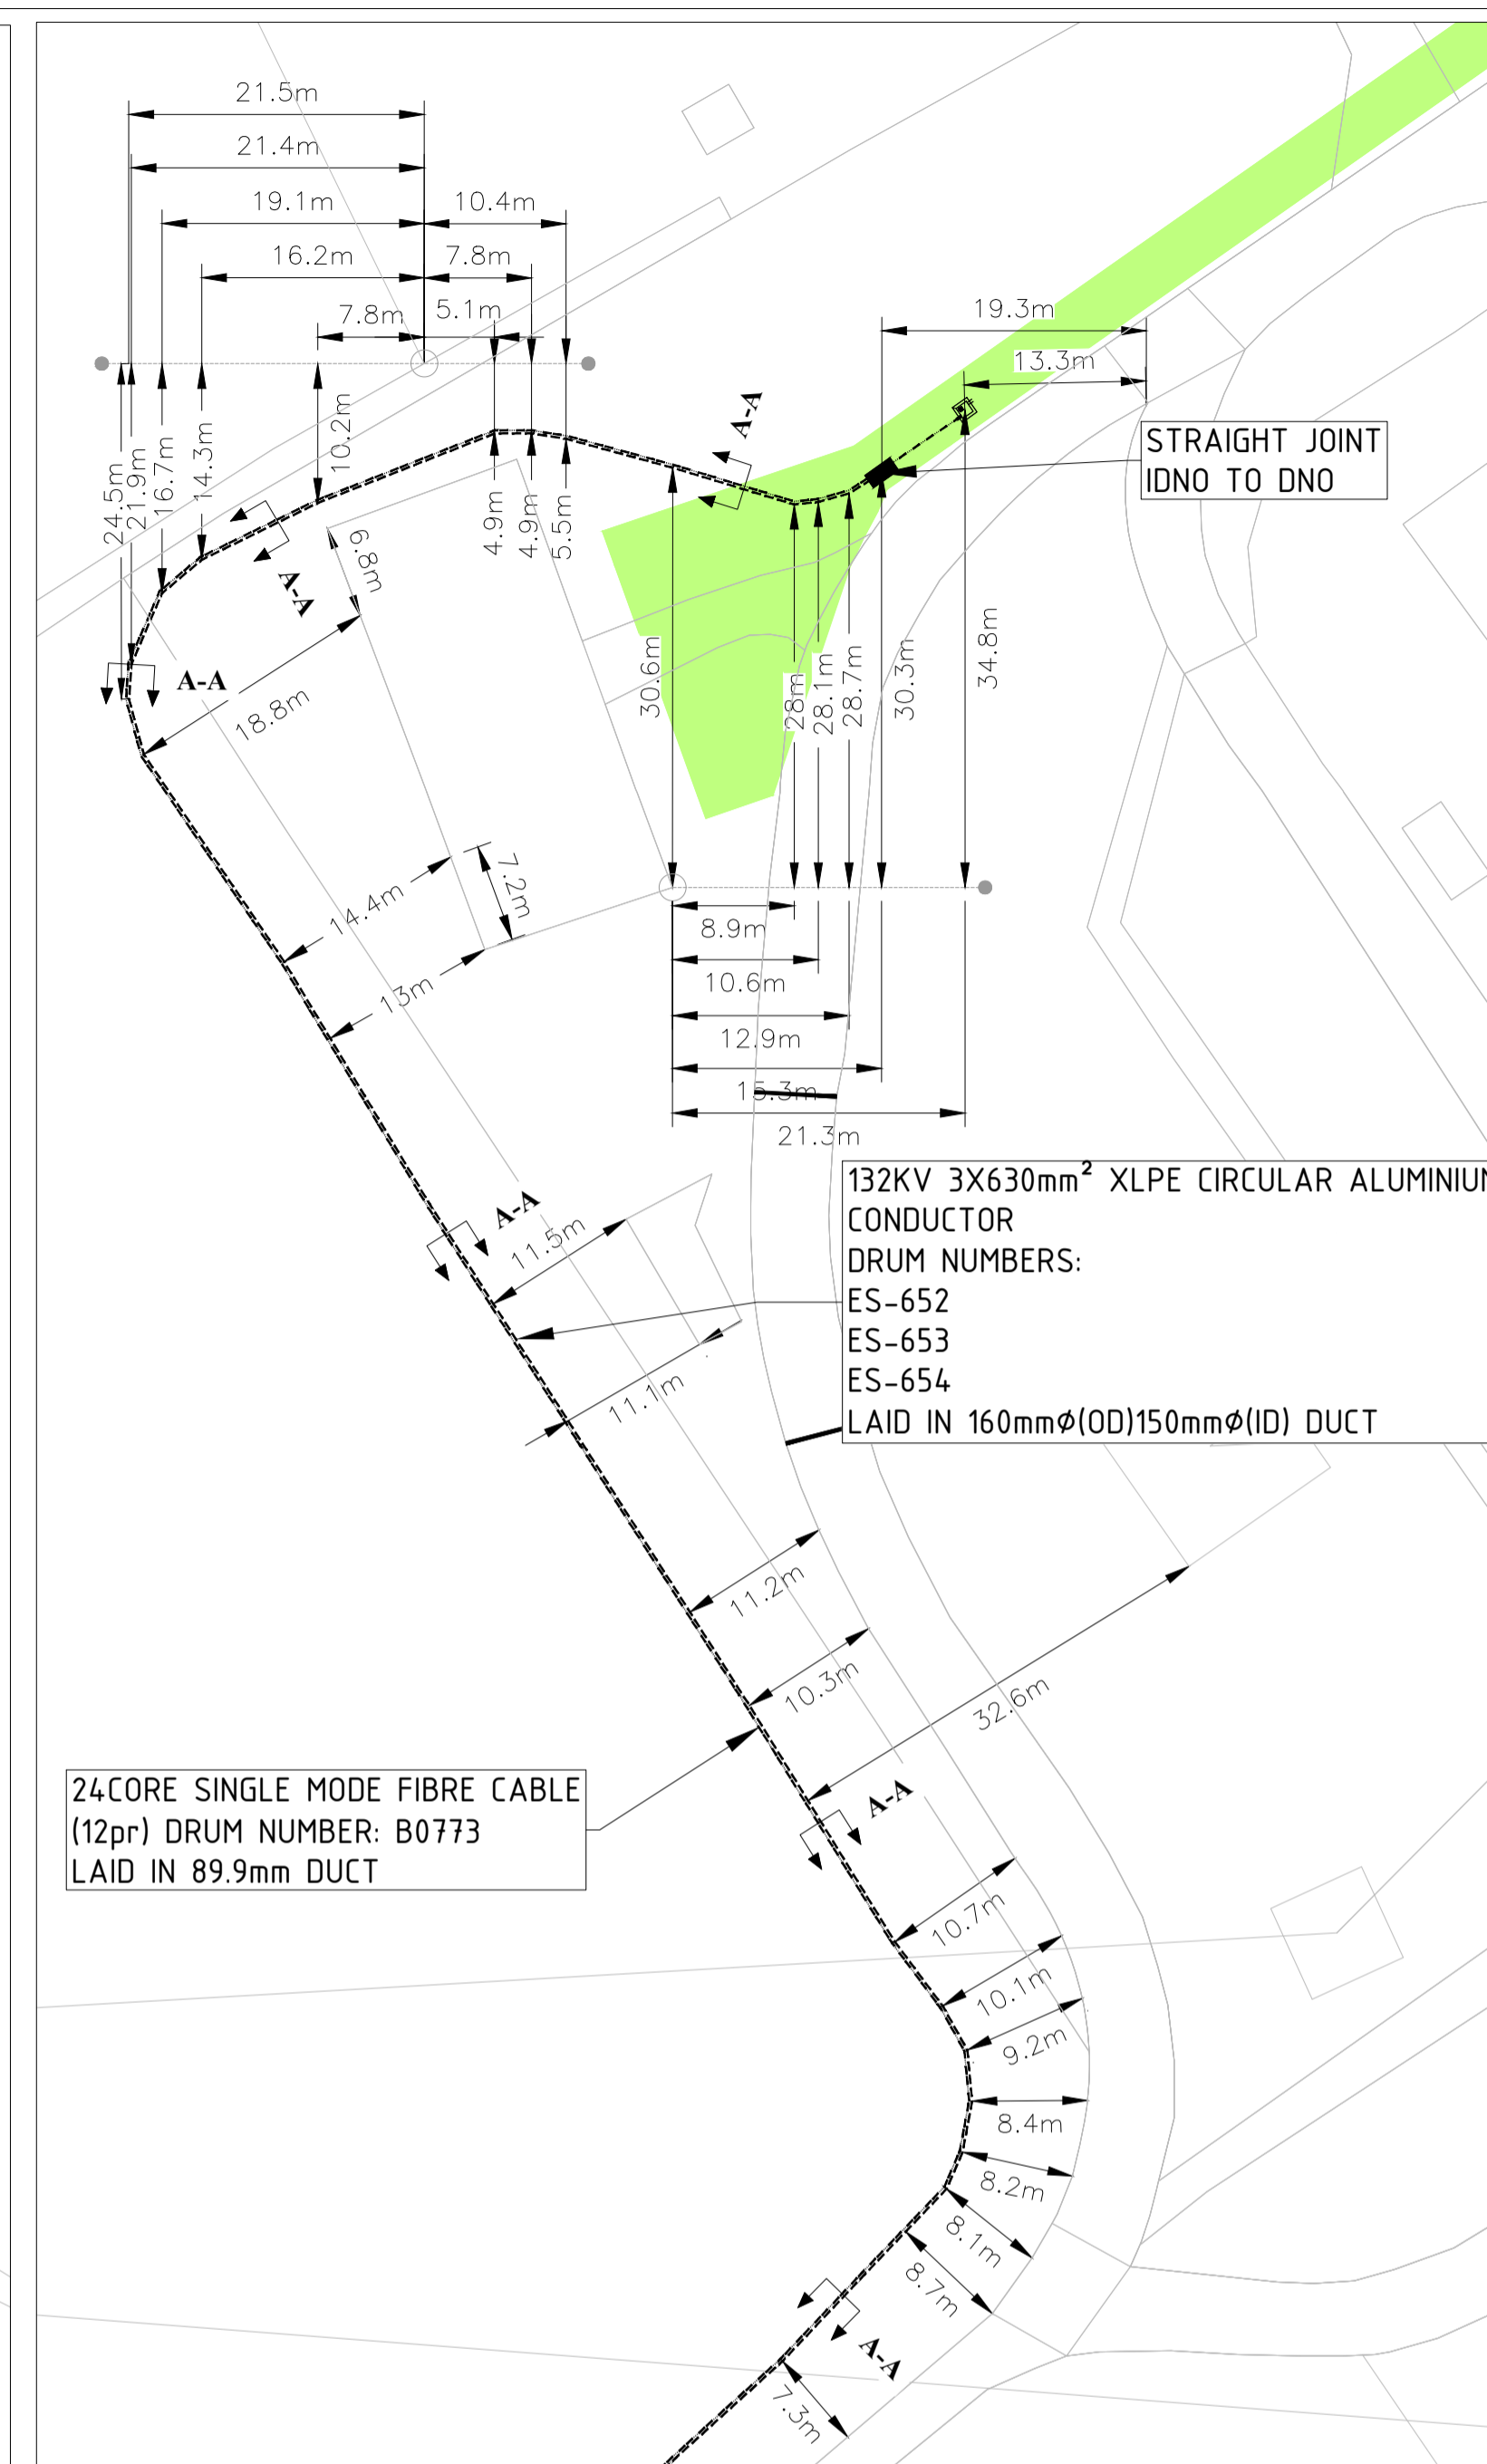 21.5m
21.4m
19.1m
10.4m
16.2m
7.8m
7.8m
5.1m
19.3m
13.3m
24.5m
21.9m
16.7m
14.3m
10.2m
4.9m
4.9m
5.5m
A-A
STRAIGHT JOINT
IDNO TO DNO
A-A
6.8m
A-A
18.8m
30.6m
28m
28.1m
28.7m
30.3m
34.8m
14.4m
7.2m
13m
8.9m
10.6m
12.9m
15.3m
21.3m
A-A
11.5m
132KV 3X630mm² XLPE CIRCULAR ALUMINIUM
CONDUCTOR
DRUM NUMBERS:
ES-652
ES-653
ES-654
LAID IN 160mmØ(OD)150mmØ(ID) DUCT
11.1m
11.2m
10.3m
32.6m
24CORE SINGLE MODE FIBRE CABLE
(12pr) DRUM NUMBER: B0773
LAID IN 89.9mm DUCT
A-A
10.7m
10.1m
9.2m
8.4m
8.2m
8.1m
8.7m
A-A
7.3m